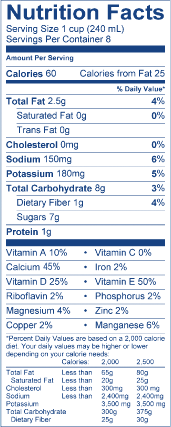 Nutrition Facts
Serving Size 1 cup (240 mL)
Servings Per Container 8
Amount Per Serving
Calories 60 Calories from Fat 25
% Daily Value*
Total Fat 2.5g 4%
Saturated Fat 0g 0%
Trans Fat 0g
Cholesterol 0mg 0%
Sodium 150mg 6%
Potassium 180mg 5%
Total Carbohydrate 8g 3%
Dietary Fiber 1g 4%
Sugars 7g
Protein 1g
Vitamin A 10% • Vitamin C 0%
Calcium 45% • Iron 2%
Vitamin D 25% • Vitamin E 50%
Riboflavin 2% • Phosphorus 2%
Magnesium 4% • Zinc 2%
Copper 2% • Manganese 6%
*Percent Daily Values are based on a 2,000 calorie
diet. Your daily values may be higher or lower
depending on your calorie needs:
Calories: 2,000 2,500
Total Fat Less than 65g 80g
Saturated Fat Less than 20g 25g
Cholesterol Less than 300mg 300 mg
Sodium Less than 2,400mg 2,400mg
Potassium 3,500 mg 3,500 mg
Total Carbohydrate 300g 375g
Dietary Fiber 25g 30g